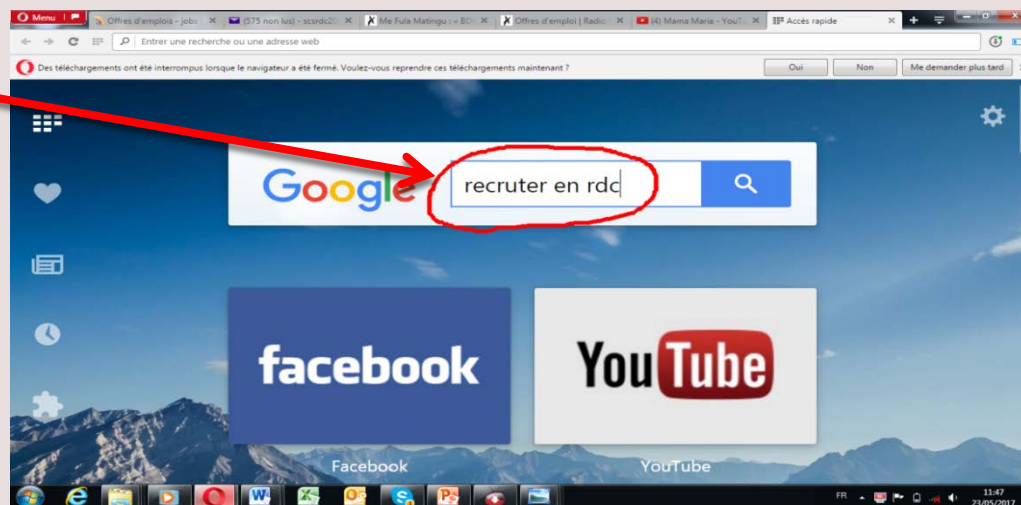 Menu
Offres d'emplois - jobs
(575 non lus) - scsrdc20
Me Fula Matingu : « BD
Offres d'emploi | Radio
(4) Mama Marie - YouT
Accès rapide
Entrer une recherche ou une adresse web
Des téléchargements ont été interrompus lorsque le navigateur a été fermé. Voulez-vous reprendre ces téléchargements maintenant ?
Oui
Non
Me demander plus tard
Google
recruter en rdc
facebook
YouTube
Facebook
YouTube
FR
11:47
23/05/2017